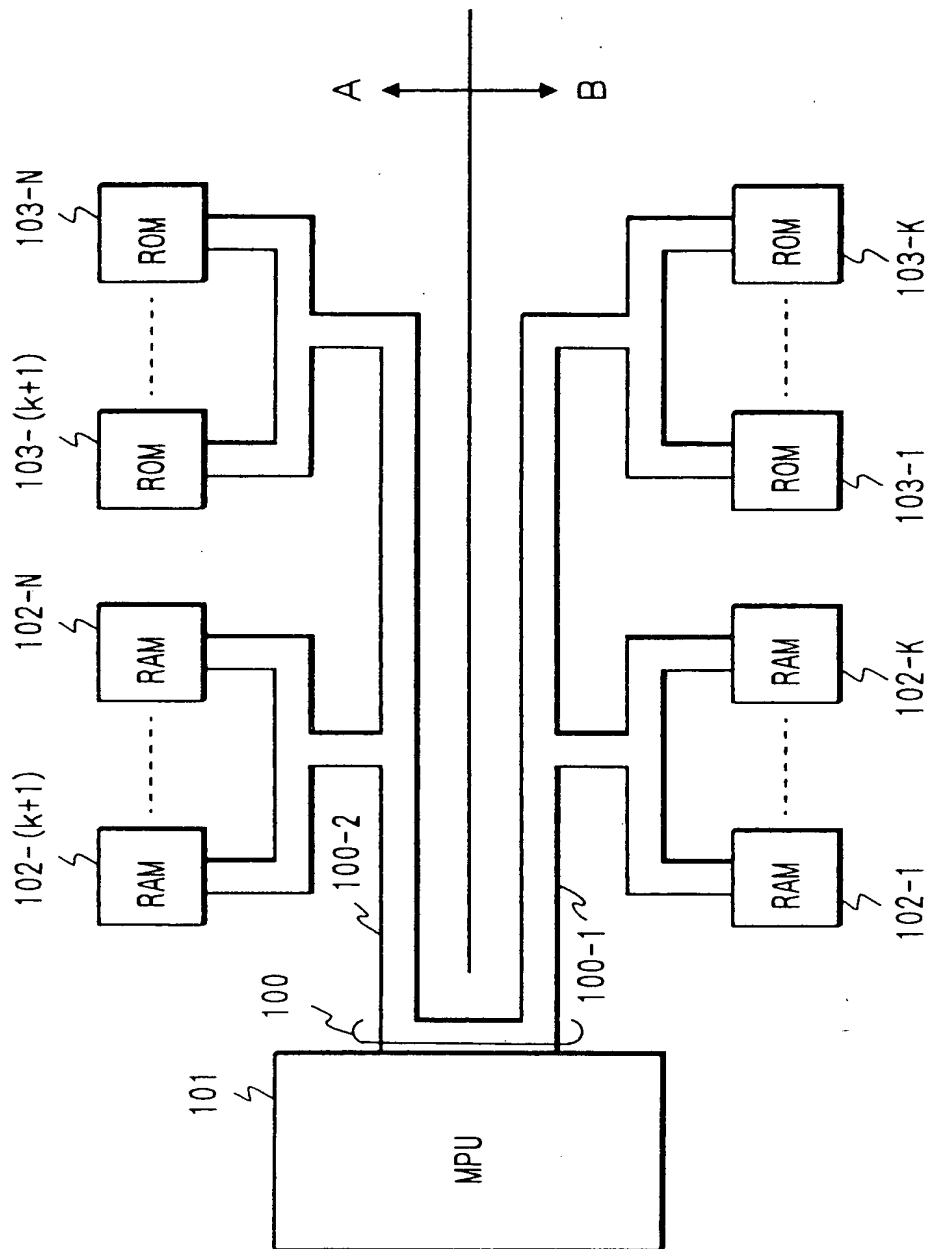 103-N
103-(k+1)
102-N
102-(k+1)
ROM
ROM
RAM
RAM
A
B
100-2
100
100-1
101
MPU
RAM
RAM
ROM
ROM
102-1
102-K
103-1
103-K